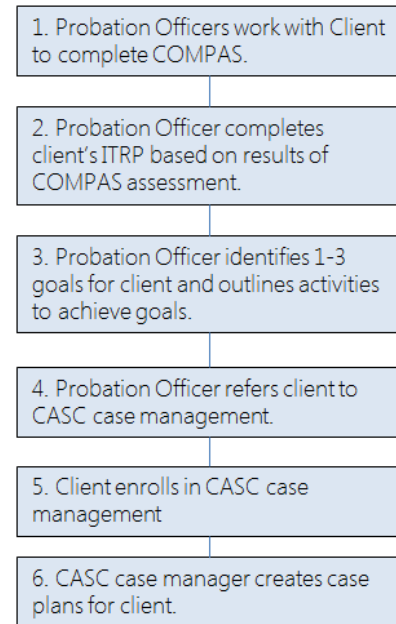 1. Probation Officers work with Client
to complete COMPAS.
2. Probation Officer completes
client's ITRP based on results of
COMPAS assessment.
3. Probation Officer identifies 1-3
goals for client and outlines activities
to achieve goals.
4. Probation Officer refers client to
CASC case management.
5. Client enrolls in CASC case
management
6. CASC case manager creates case
plans for client.